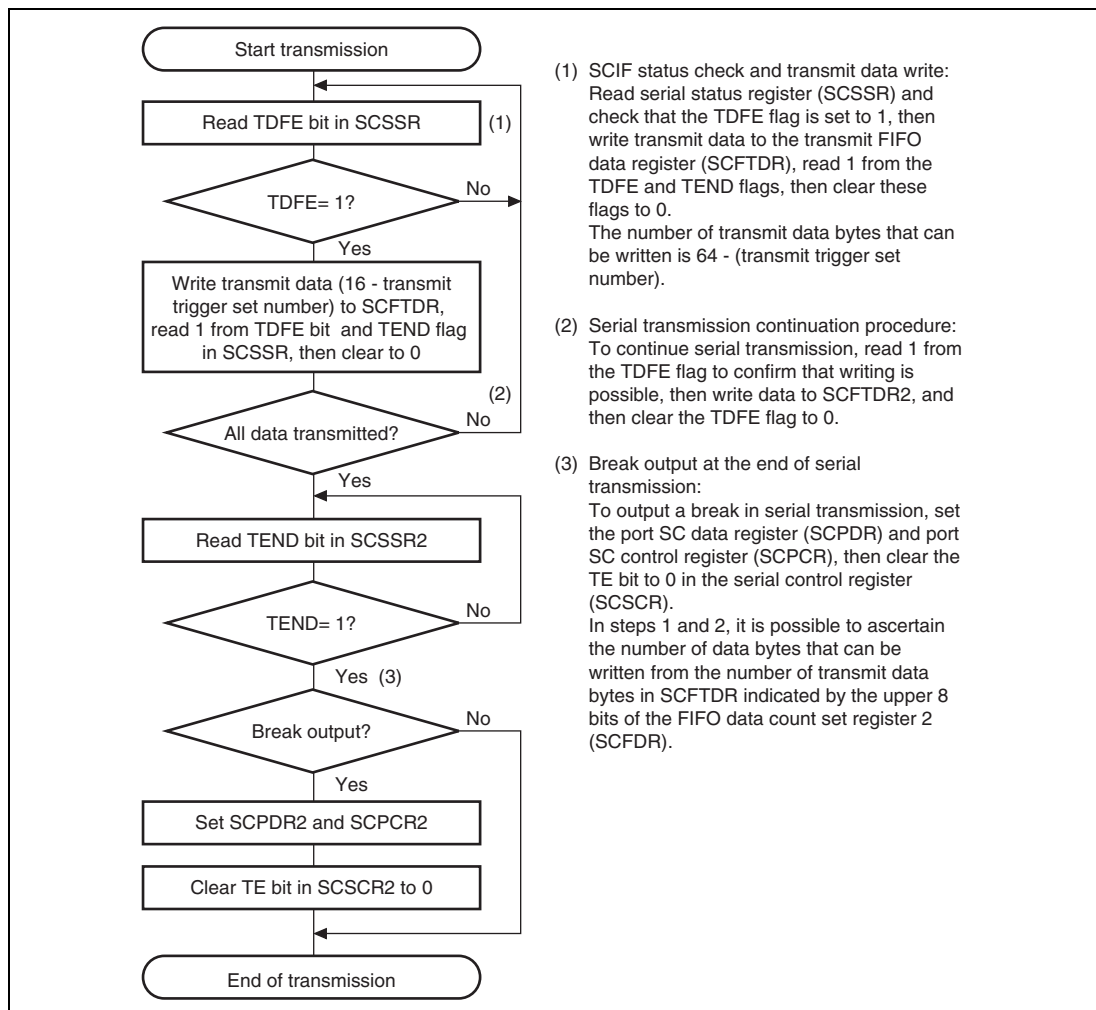 Start transmission
Read TDFE bit in SCSSR
(1)
TDFE= 1?
No
Yes
Write transmit data (16 - transmit
trigger set number) to SCFTDR,
read 1 from TDFE bit  and TEND flag
in SCSSR, then clear to 0
(2)
All data transmitted?
No
Yes
Read TEND bit in SCSSR2
TEND= 1?
No
Yes (3)
Break output?
No
Yes
Set SCPDR2 and SCPCR2
Clear TE bit in SCSCR2 to 0
End of transmission
(1) SCIF status check and transmit data write:
Read serial status register (SCSSR) and
check that the TDFE flag is set to 1, then
write transmit data to the transmit FIFO
data register (SCFTDR), read 1 from the
TDFE and TEND flags, then clear these
flags to 0.
The number of transmit data bytes that can
be written is 64 - (transmit trigger set
number).
(2) Serial transmission continuation procedure:
To continue serial transmission, read 1 from
the TDFE flag to confirm that writing is
possible, then write data to SCFTDR2, and
then clear the TDFE flag to 0.
(3) Break output at the end of serial
transmission:
To output a break in serial transmission, set
the port SC data register (SCPDR) and port
SC control register (SCPCR), then clear the
TE bit to 0 in the serial control register
(SCSCR).
In steps 1 and 2, it is possible to ascertain
the number of data bytes that can be
written from the number of transmit data
bytes in SCFTDR indicated by the upper 8
bits of the FIFO data count set register 2
(SCFDR).